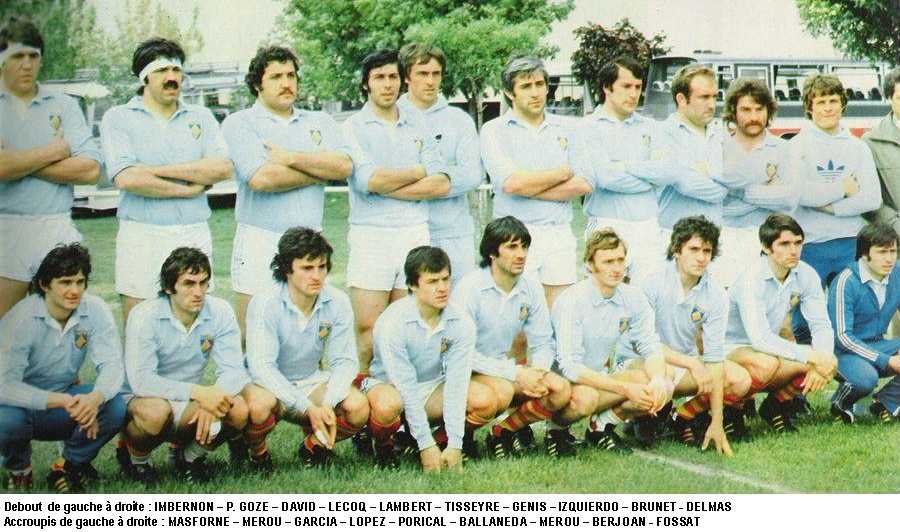 Debout de gauche à droite : IMBERNON – P. GOZE – DAVID – LECOQ – LAMBERT – TISSEYRE – GENIS – IZQUIERDO – BRUNET - DELMAS
Accroupis de gauche à droite : MASFORNE – MEROU – GARCIA – LOPEZ – PORICAL – BALLANEDA – MEROU – BERJOAN - FOSSAT